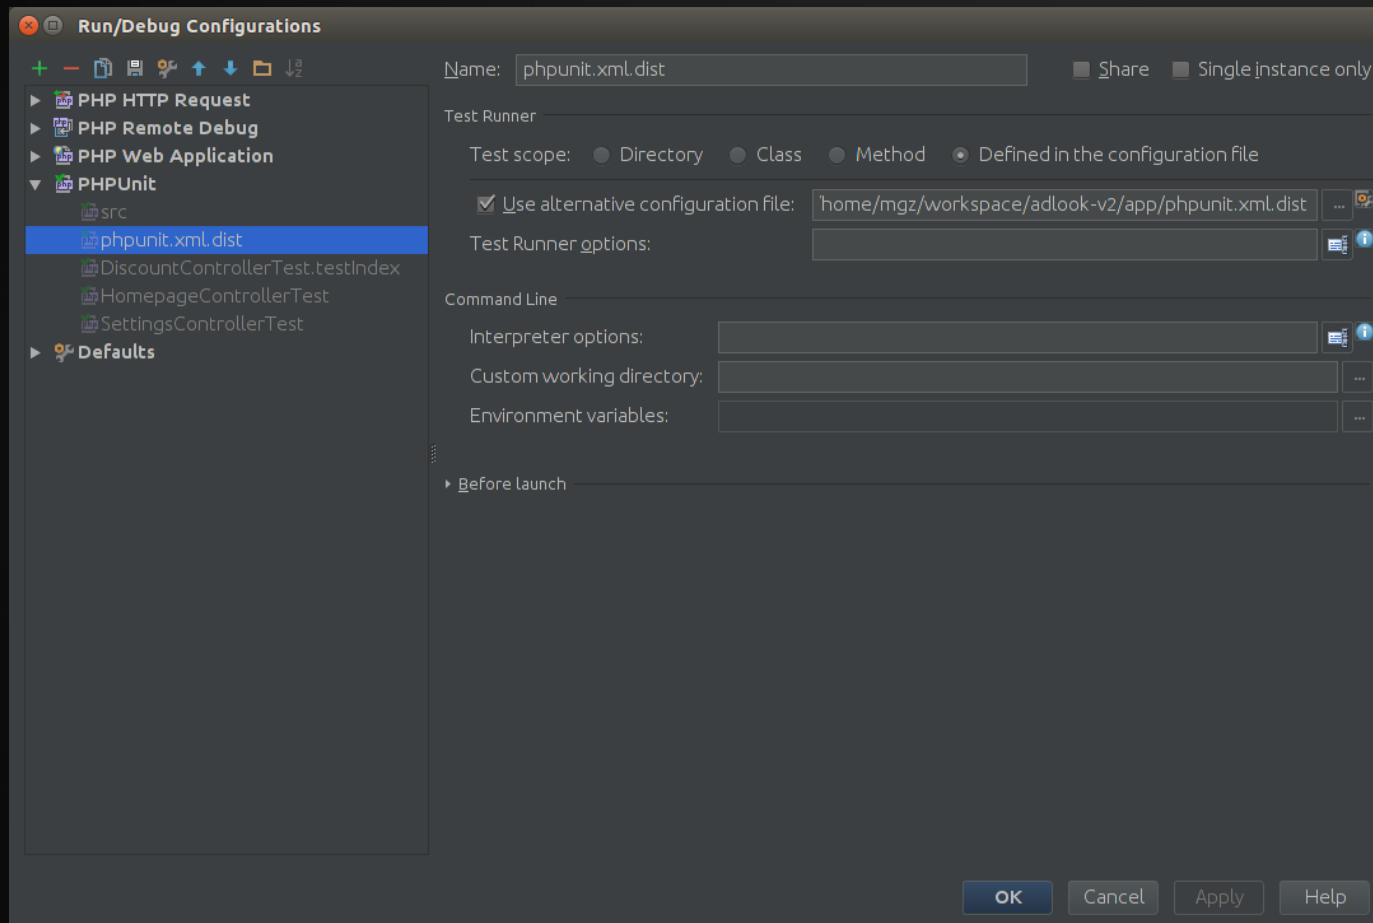 Run/Debug Configurations
Name: phpunit.xml.dist Share Single instance only
PHP HTTP Request
PHP Remote Debug
PHP Web Application
PHPUnit
src
phpunit.xml.dist
DiscountControllerTest.testIndex
HomepageControllerTest
SettingsControllerTest
Defaults
Test Runner
Test scope: Directory Class Method Defined in the configuration file
Use alternative configuration file: home/mgz/workspace/adlook-v2/app/phpunit.xml.dist ...
Test Runner options:
Command Line
Interpreter options:
Custom working directory: ...
Environment variables: ...
Before launch
OK Cancel Apply Help